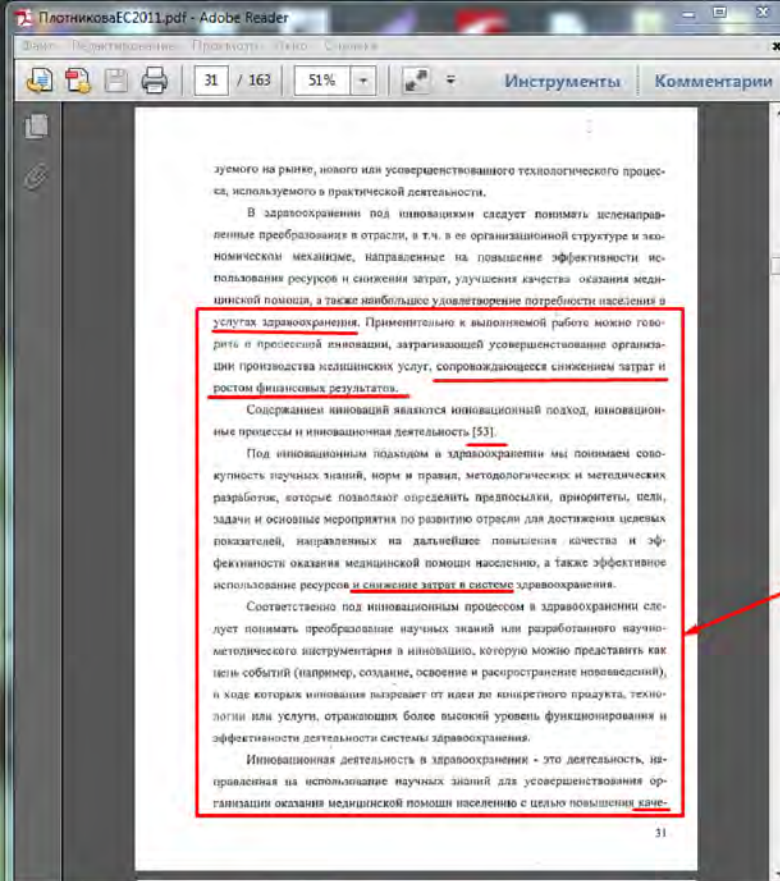 ПлотниковаЕС2011.pdf - Adobe Reader
Файл Редактирование Просмотр Окно Справка
31 / 163 51% Инструменты Комментарии
зуемого на рынке, нового или усовершенствованного технологического процес-
са, используемого в практической деятельности.
В здравоохранении под инновациями следует понимать целенаправ-
ленные преобразования в отрасли, в т.ч. в ее организационной структуре и эко-
номическом механизме, направленные на повышение эффективности ис-
пользования ресурсов и снижения затрат, улучшения качества оказания меди-
цинской помощи, а также наибольшее удовлетворение потребности населения в
услугах здравоохранения. Применительно к выполняемой работе можно гово-
рить о процессной инновации, затрагивающей усовершенствование организа-
ции производства медицинских услуг, сопровождающееся снижением затрат и
ростом финансовых результатов.
Содержанием инноваций являются инновационный подход, инновацион-
ные процессы и инновационная деятельность [53].
Под инновационным подходом в здравоохранении мы понимаем сово-
купность научных знаний, норм и правил, методологических и методических
разработок, которые позволяют определить предпосылки, приоритеты, цели,
задачи и основные мероприятия по развитию отрасли для достижения целевых
показателей, направленных на дальнейшее повышения качества и эф-
фективности оказания медицинской помощи населению, а также эффективное
использование ресурсов и снижение затрат в системе здравоохранения.
Соответственно под инновационным процессом в здравоохранении сле-
дует понимать преобразование научных знаний или разработанного научно-
методического инструментария в инновацию, которую можно представить как
цепь событий (например, создание, освоение и распространение нововведений),
в ходе которых инновация вызревает от идеи до конкретного продукта, техно-
логии или услуги, отражающих более высокий уровень функционирования и
эффективности деятельности системы здравоохранения.
Инновационная деятельность в здравоохранении - это деятельность, на-
правленная на использование научных знаний для усовершенствования ор-
ганизации оказания медицинской помощи населению с целью повышения каче-
31